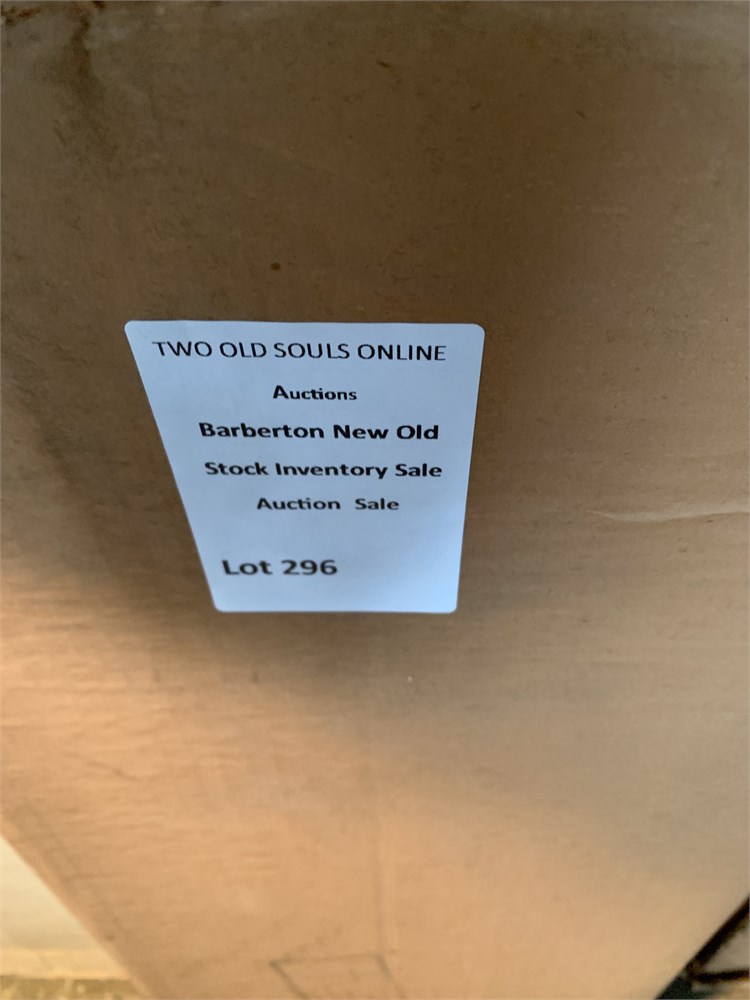 TWO OLD SOULS ONLINE
Auctions
Barberton New Old
Stock Inventory Sale
Auction Sale
Lot 296